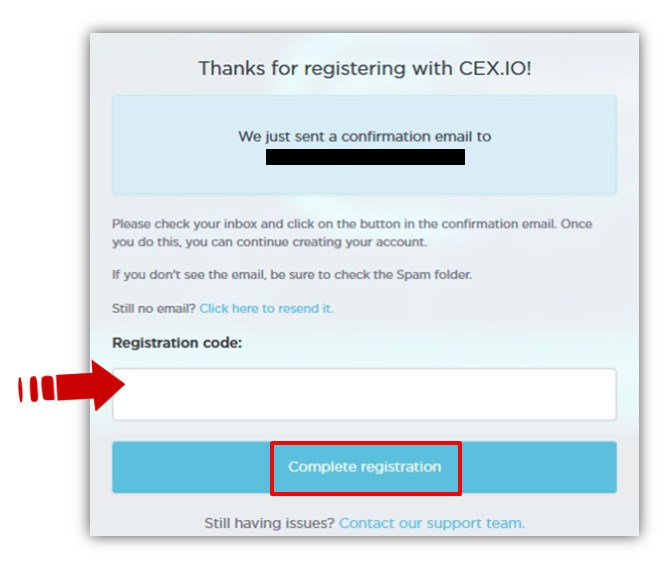 Thanks for registering with CEX.IO!
We just sent a confirmation email to
Please check your inbox and click on the button in the confirmation email. Once
you do this, you can continue creating your account.
If you don't see the email, be sure to check the Spam folder.
Still no email? Click here to resend it.
Registration code:
Complete registration
Still having issues? Contact our support team.